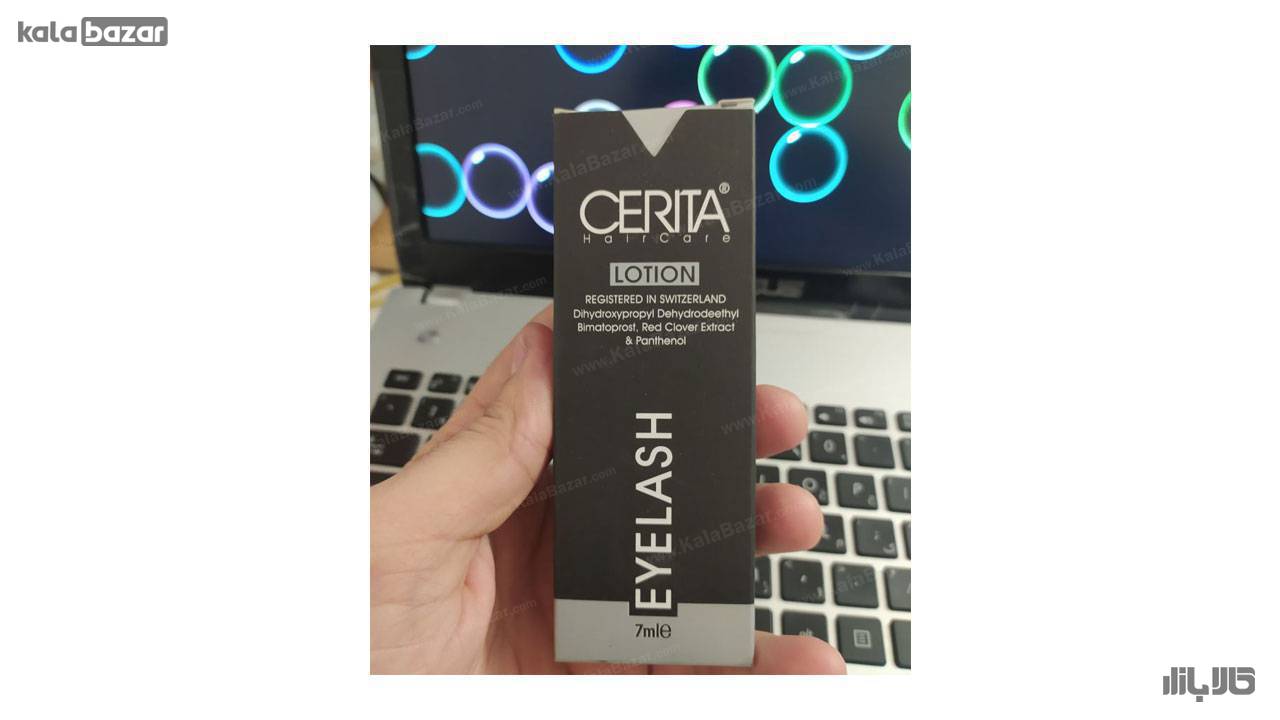 kala bazar
CERITA®
HairCare
LOTION
REGISTERED IN SWITZERLAND
Dihydroxypropyl Dehydrodeethyl
Bimatoprost, Red Clover Extract
& Panthenol
EYELASH
7ml℮
www.KalaBazar.com
کالابازار